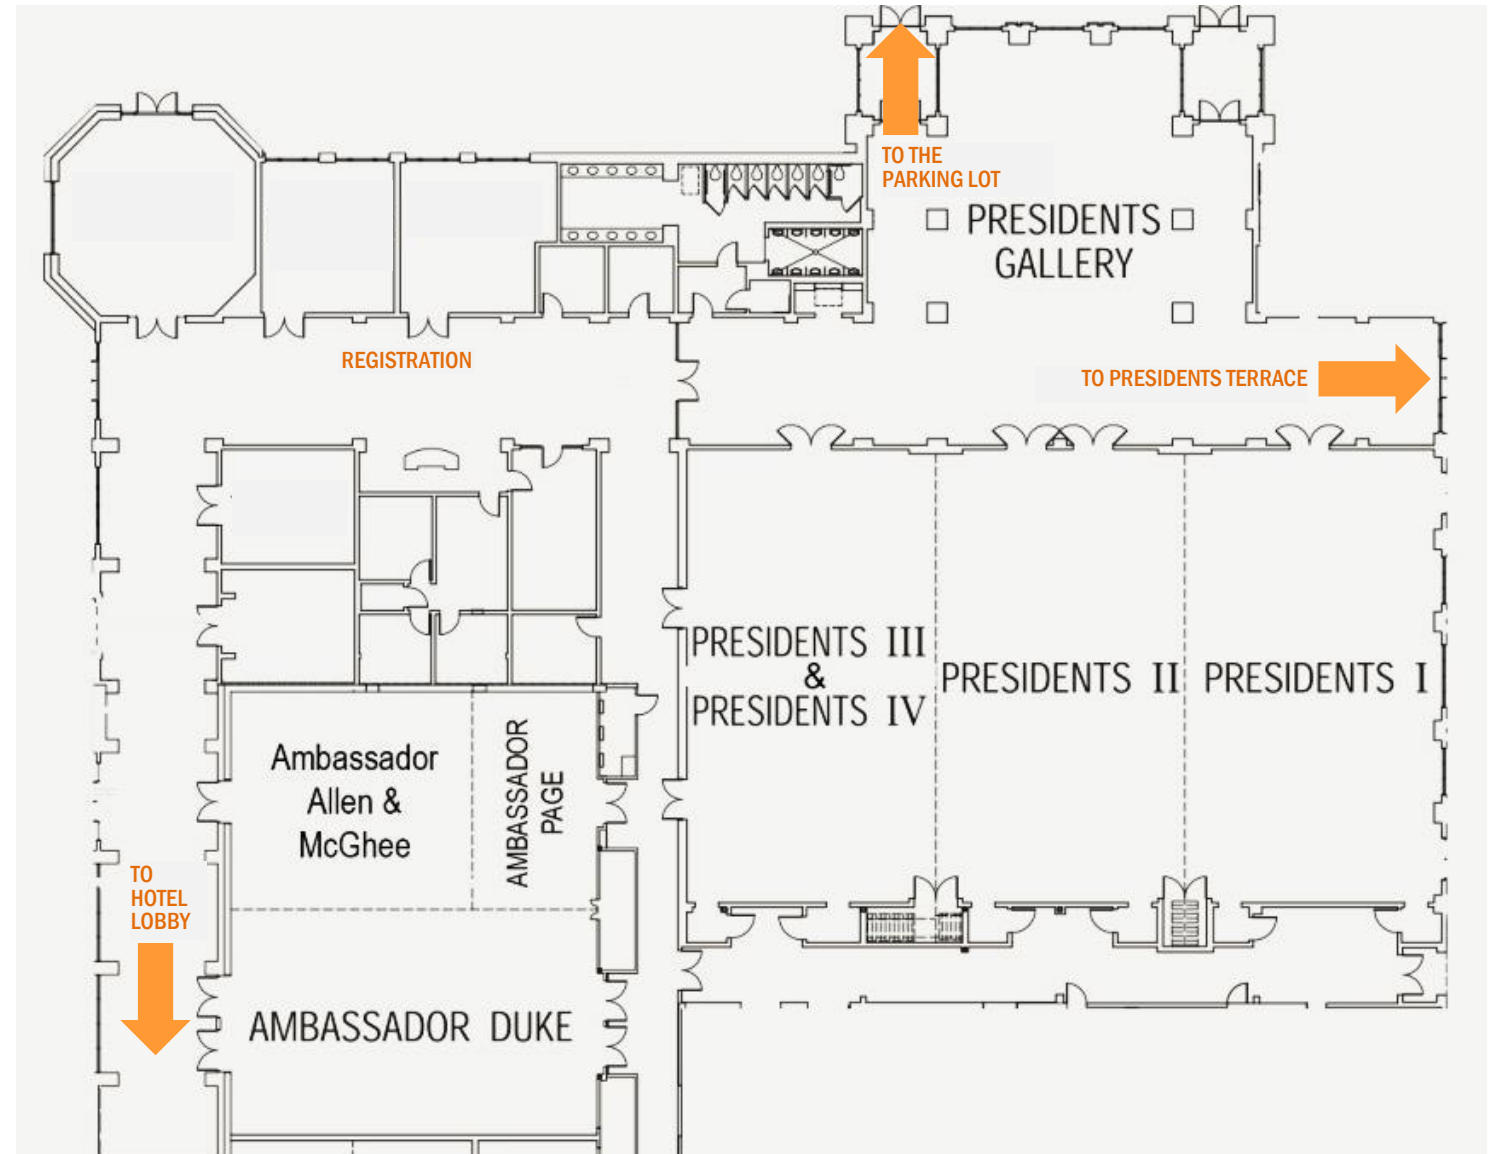 TO THE
PARKING LOT
PRESIDENTS
GALLERY
REGISTRATION
TO PRESIDENTS TERRACE
PRESIDENTS III
&
PRESIDENTS IV
PRESIDENTS II
PRESIDENTS I
Ambassador
Allen &
McGhee
AMBASSADOR
PAGE
TO
HOTEL
LOBBY
AMBASSADOR DUKE